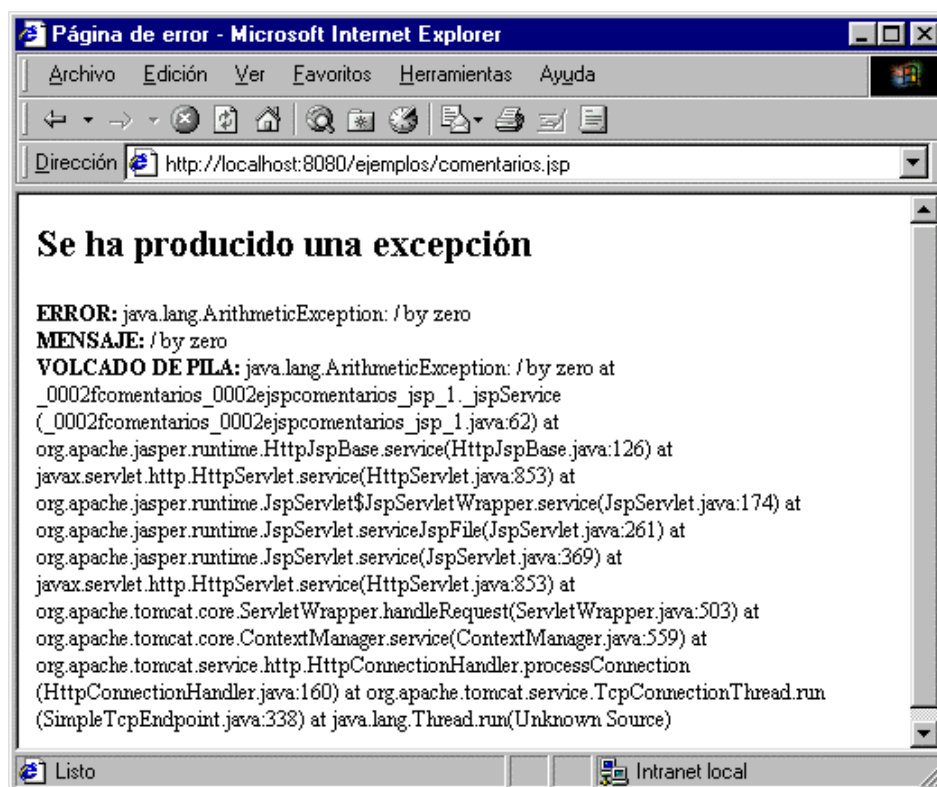 Página de error - Microsoft Internet Explorer
Archivo Edición Ver Favoritos Herramientas Ayuda
Dirección http://localhost:8080/ejemplos/comentarios.jsp
Se ha producido una excepción
ERROR: java.lang.ArithmeticException: / by zero
MENSAJE: / by zero
VOLCADO DE PILA: java.lang.ArithmeticException: / by zero at
_0002fcomentarios_0002ejspcomentarios_jsp_1._jspService
(_0002fcomentarios_0002ejspcomentarios_jsp_1.java:62) at
org.apache.jasper.runtime.HttpJspBase.service(HttpJspBase.java:126) at
javax.servlet.http.HttpServlet.service(HttpServlet.java:853) at
org.apache.jasper.runtime.JspServlet$JspServletWrapper.service(JspServlet.java:174) at
org.apache.jasper.runtime.JspServlet.serviceJspFile(JspServlet.java:261) at
org.apache.jasper.runtime.JspServlet.service(JspServlet.java:369) at
javax.servlet.http.HttpServlet.service(HttpServlet.java:853) at
org.apache.tomcat.core.ServletWrapper.handleRequest(ServletWrapper.java:503) at
org.apache.tomcat.core.ContextManager.service(ContextManager.java:559) at
org.apache.tomcat.service.http.HttpConnectionHandler.processConnection
(HttpConnectionHandler.java:160) at org.apache.tomcat.service.TcpConnectionThread.run
(SimpleTcpEndpoint.java:338) at java.lang.Thread.run(Unknown Source)
Listo Intranet local